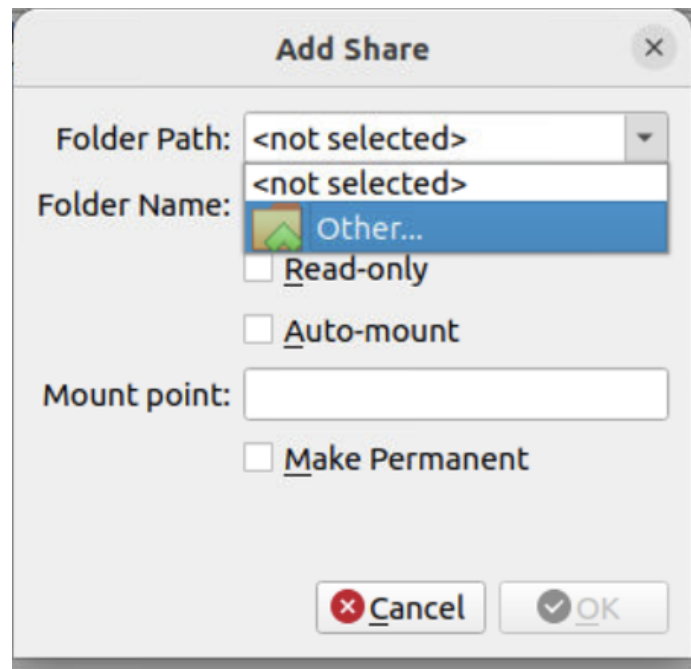 Add Share
Folder Path: <not selected>
<not selected>
Folder Name:
Other...
Read-only
Auto-mount
Mount point:
Make Permanent
Cancel OK